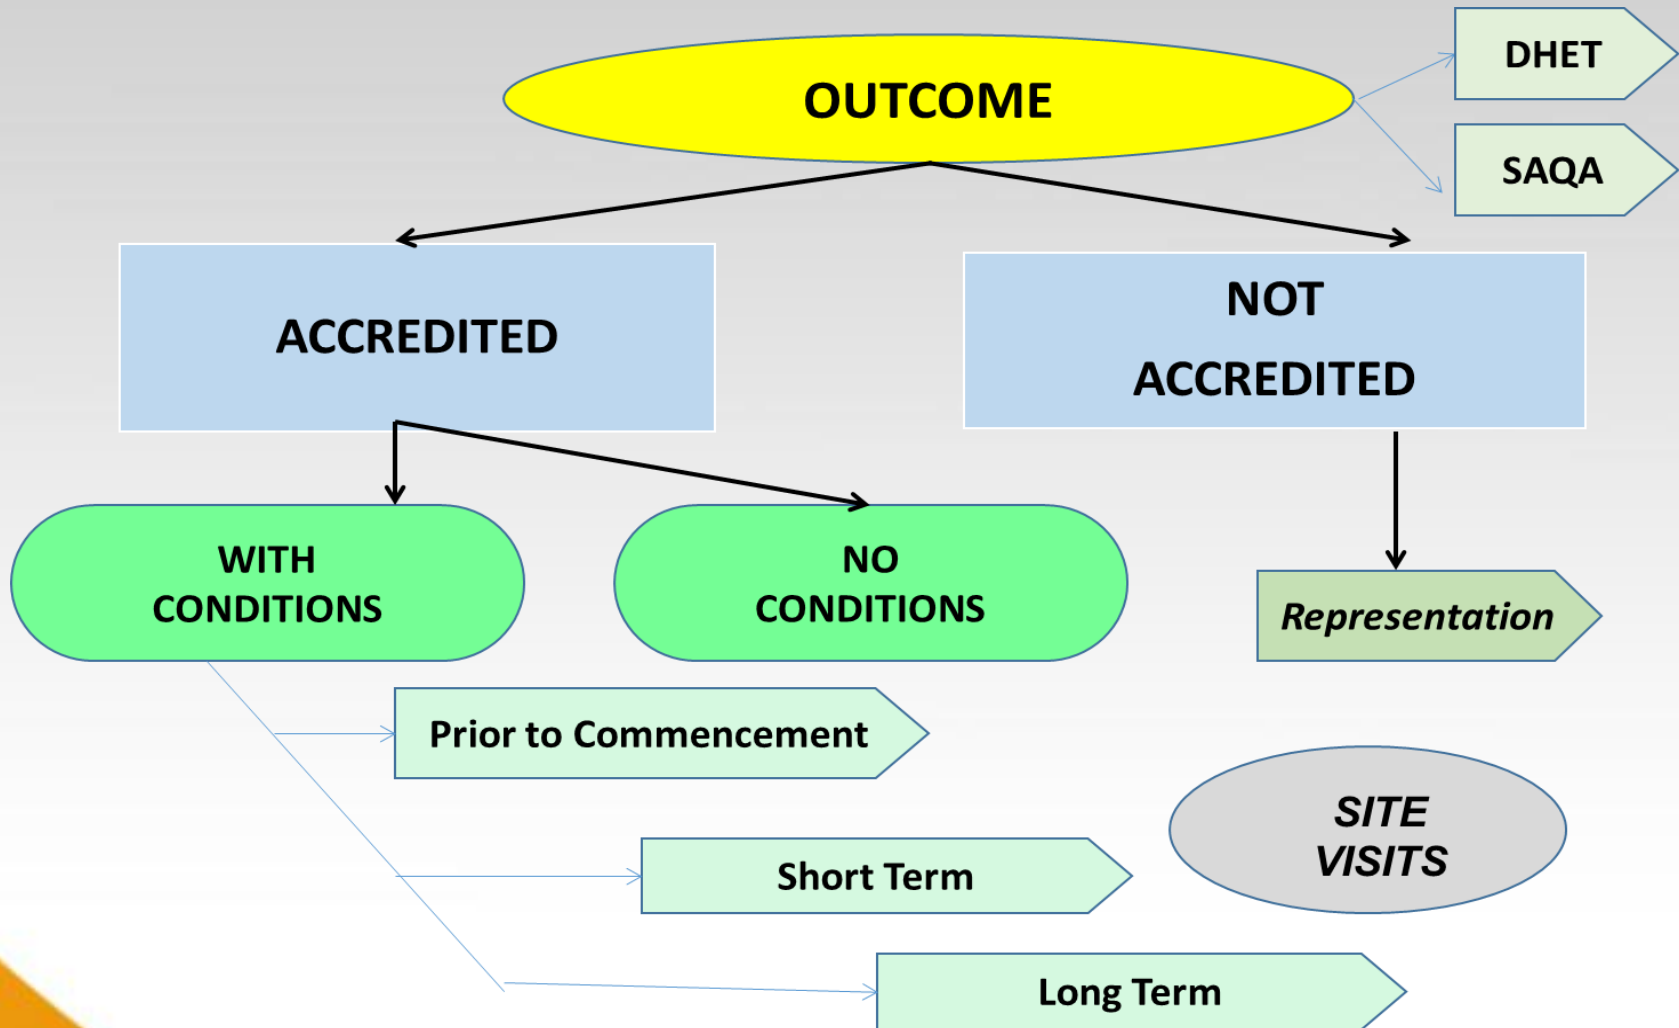 OUTCOME
DHET
SAQA
ACCREDITED
NOT
ACCREDITED
WITH
CONDITIONS
NO
CONDITIONS
Representation
Prior to Commencement
SITE
VISITS
Short Term
Long Term